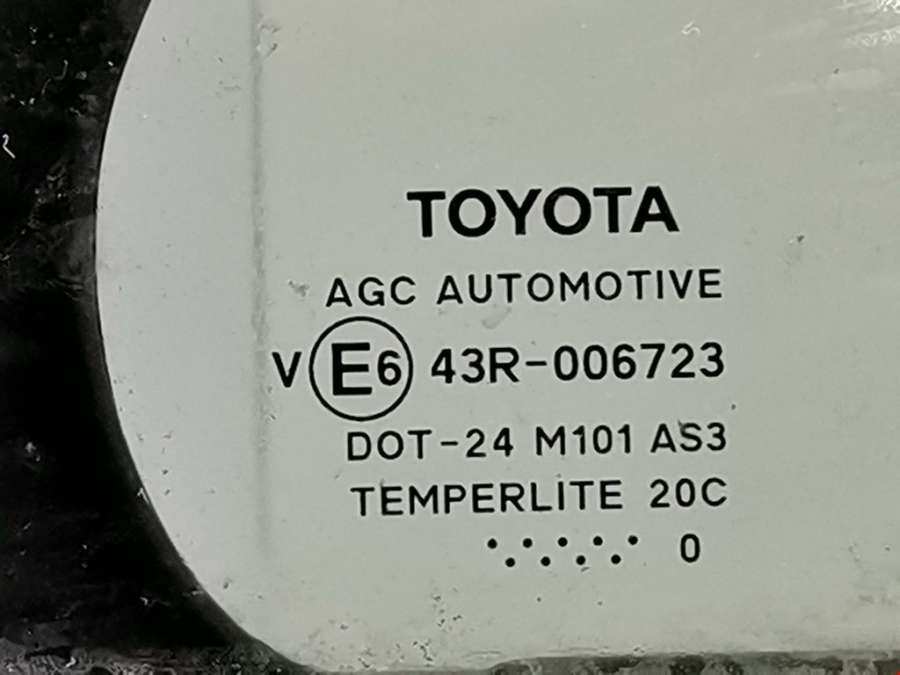 TOYOTA
AGC AUTOMOTIVE
V E6 43R-006723
DOT-24 M101 AS3
TEMPERLITE 20C
0